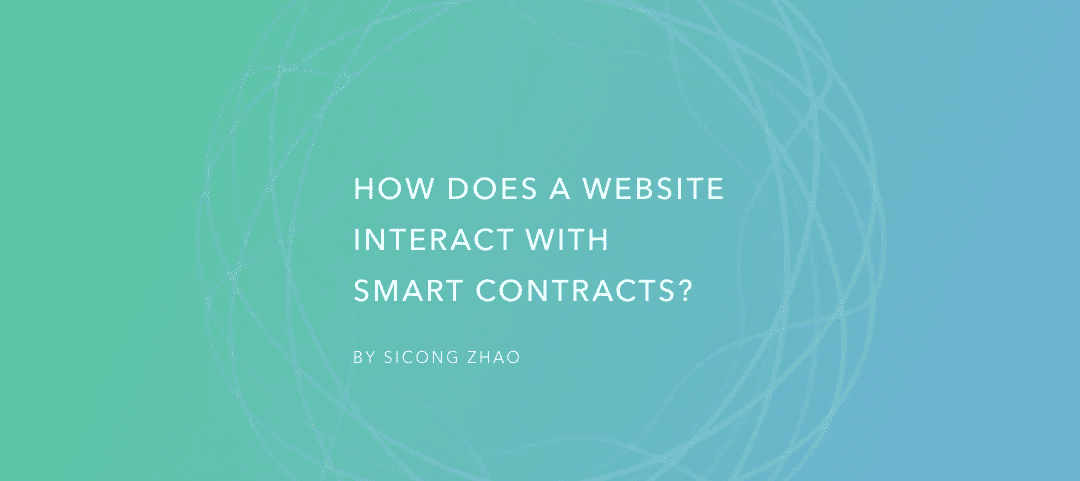 HOW DOES A WEBSITE
INTERACT WITH
SMART CONTRACTS?
BY SICONG ZHAO